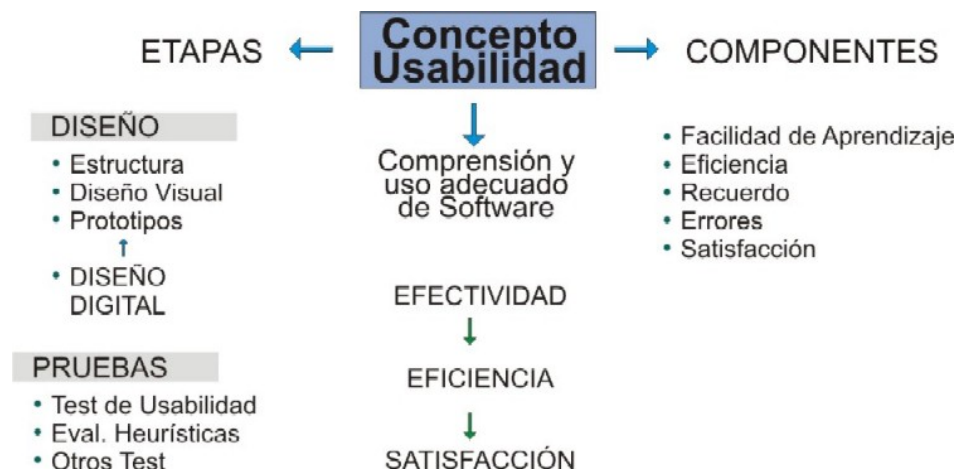 ETAPAS
Concepto
Usabilidad
COMPONENTES
DISEÑO
• Estructura
• Diseño Visual
• Prototipos
• DISEÑO
DIGITAL
PRUEBAS
• Test de Usabilidad
• Eval. Heurísticas
• Otros Test
Comprensión y
uso adecuado
de Software
EFECTIVIDAD
EFICIENCIA
SATISFACCIÓN
• Facilidad de Aprendizaje
• Eficiencia
• Recuerdo
• Errores
• Satisfacción